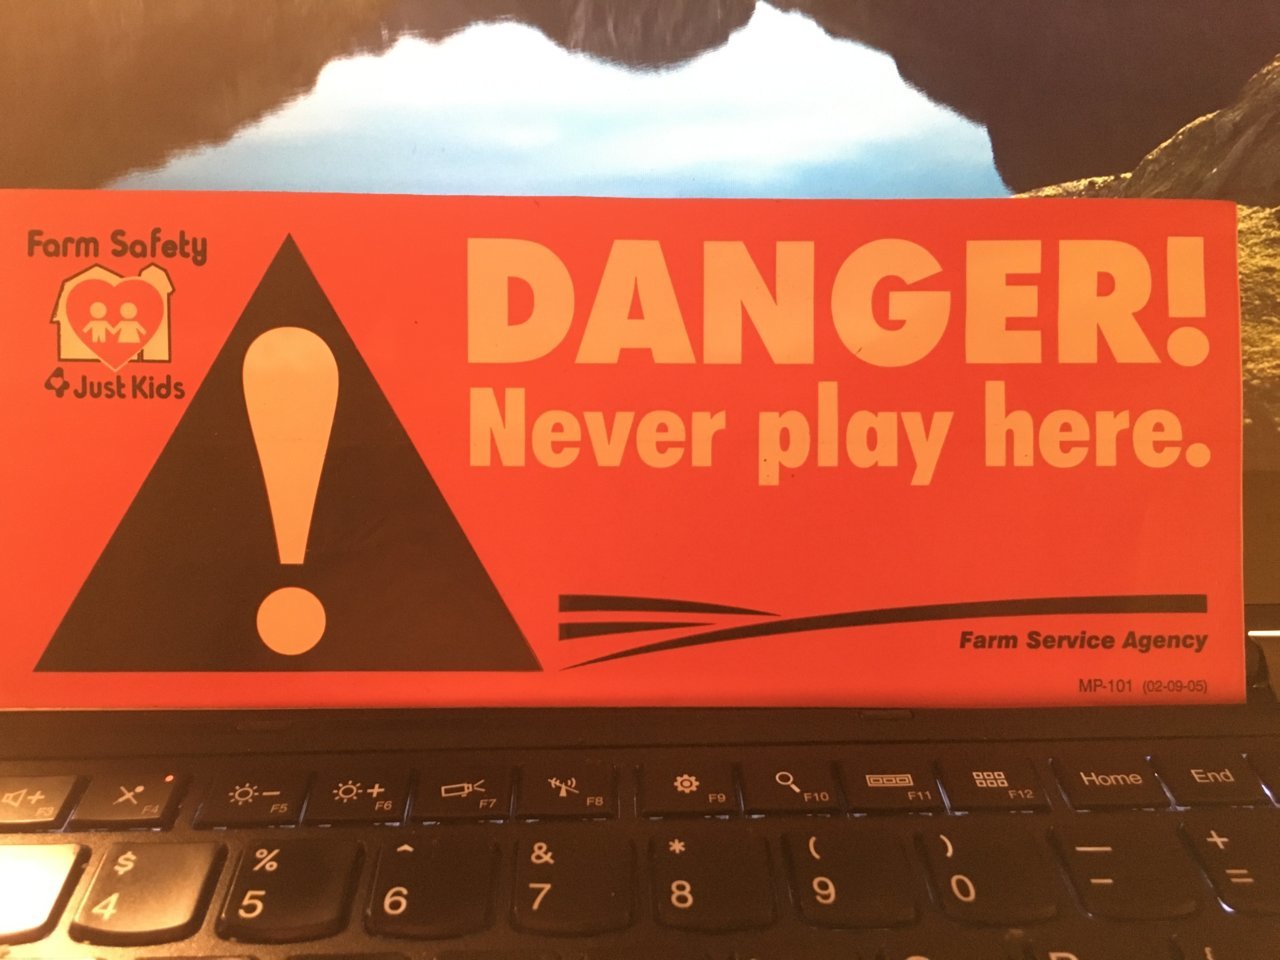 Farm Safety
Just Kids
DANGER!
Never play here.
Farm Service Agency
MP-101 (02-09-05)
F4
F5
F6
F7
F8
F9
F10
F11
F12
Home
End
$
4
%
5
^
6
&
7
*
8
(
9
)
0
—
-
+
=